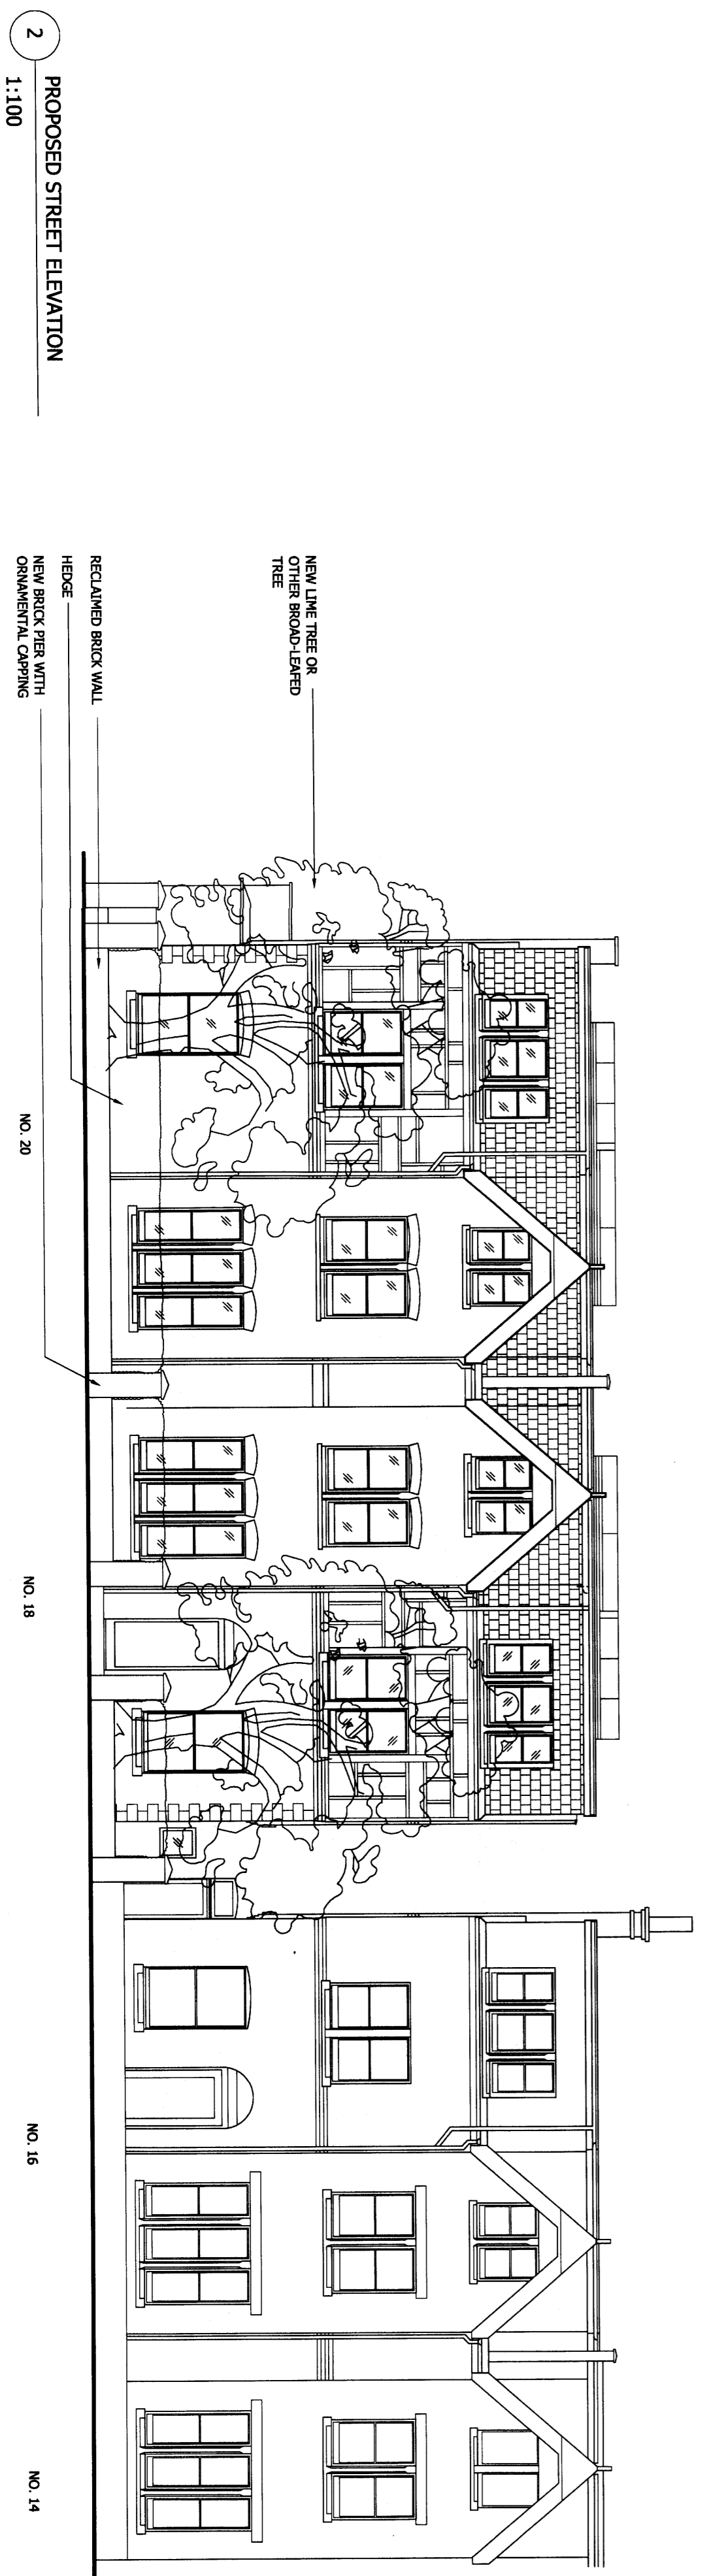 2
PROPOSED STREET ELEVATION
1:100
NEW LIME TREE OR
OTHER BROAD-LEAFED
TREE
RECLAIMED BRICK WALL
HEDGE
NEW BRICK PIER WITH
ORNAMENTAL CAPPING
NO. 20
NO. 18
NO. 16
NO. 14